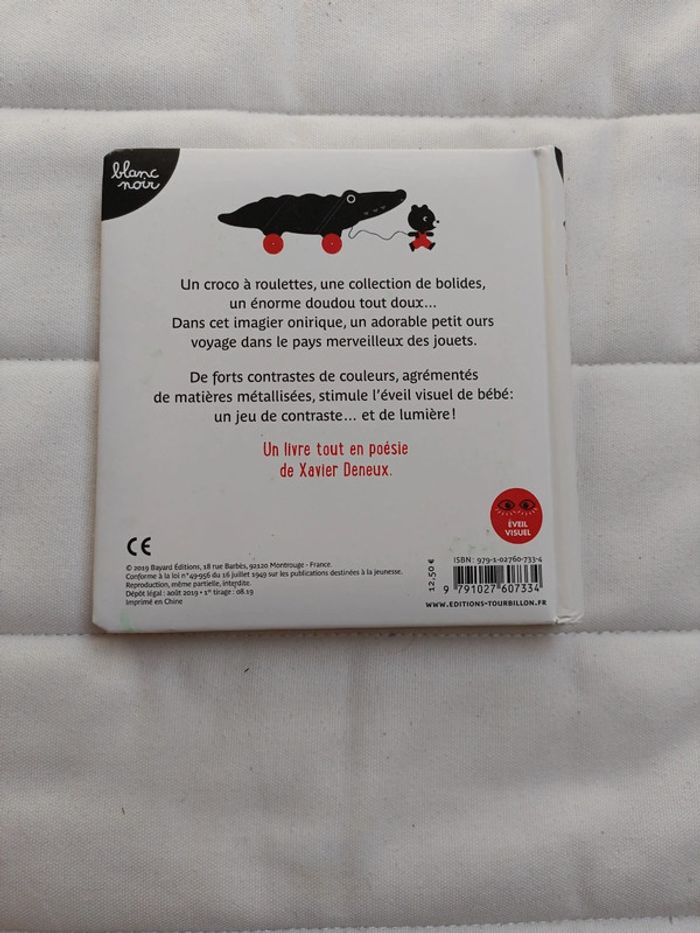 blanc
noir
Un croco à roulettes, une collection de bolides,
un énorme doudou tout doux...
Dans cet imagier onirique, un adorable petit ours
voyage dans le pays merveilleux des jouets.
De forts contrastes de couleurs, agrémentés
de matières métallisées, stimule l'éveil visuel de bébé :
un jeu de contraste... et de lumière !
Un livre tout en poésie
de Xavier Deneux.
ÉVEIL
VISUEL
CE
© 2019 Bayard Éditions, 18 rue Barbès, 92120 Montrouge - France.
Conforme à la loi n°49-956 du 16 juillet 1949 sur les publications destinées à la jeunesse.
Reproduction, même partielle, interdite.
Dépôt légal : août 2019 • 1er tirage : 08.19
Imprimé en Chine
12,50 €
ISBN : 979-1-02760-733-4
9 791027 607334
WWW.EDITIONS-TOURBILLON.FR